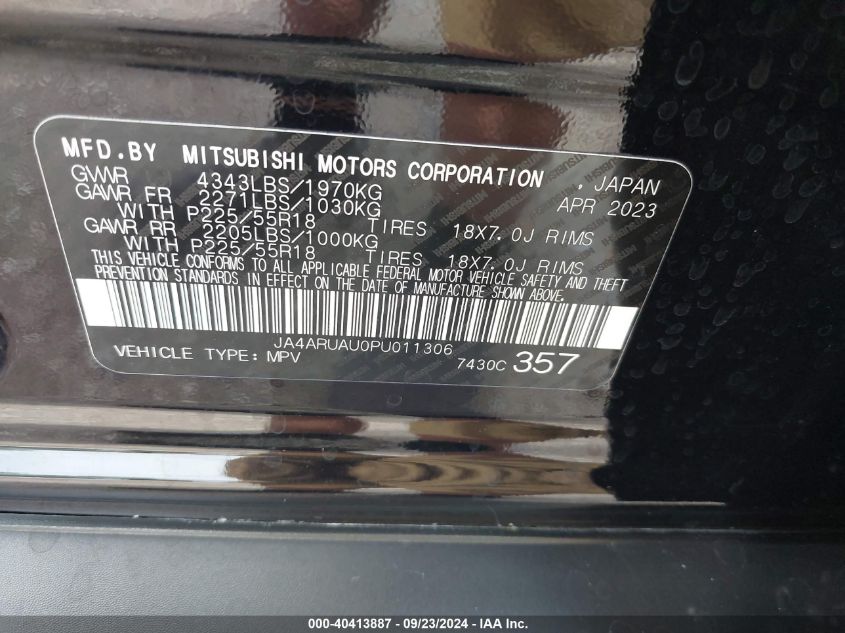 MFD.BY MITSUBISHI MOTORS CORPORATION , JAPAN
GVWR 4343LBS/1970KG APR 2023
GAWR FR 2271LBS/1030KG
WITH P225/55R18 TIRES 18X7.0J RIMS
GAWR RR 2205LBS/1000KG
WITH P225/55R18 TIRES 18X7.0J RIMS
THIS VEHICLE CONFORMS TO ALL APPLICABLE FEDERAL MOTOR VEHICLE SAFETY AND THEFT
PREVENTION STANDARDS IN EFFECT ON THE DATE OF MANUFACTURE SHOWN ABOVE.
JA4ARUAU0PU011306
VEHICLE TYPE: MPV 7430C 357
000-40413887 - 09/23/2024 - IAA Inc.